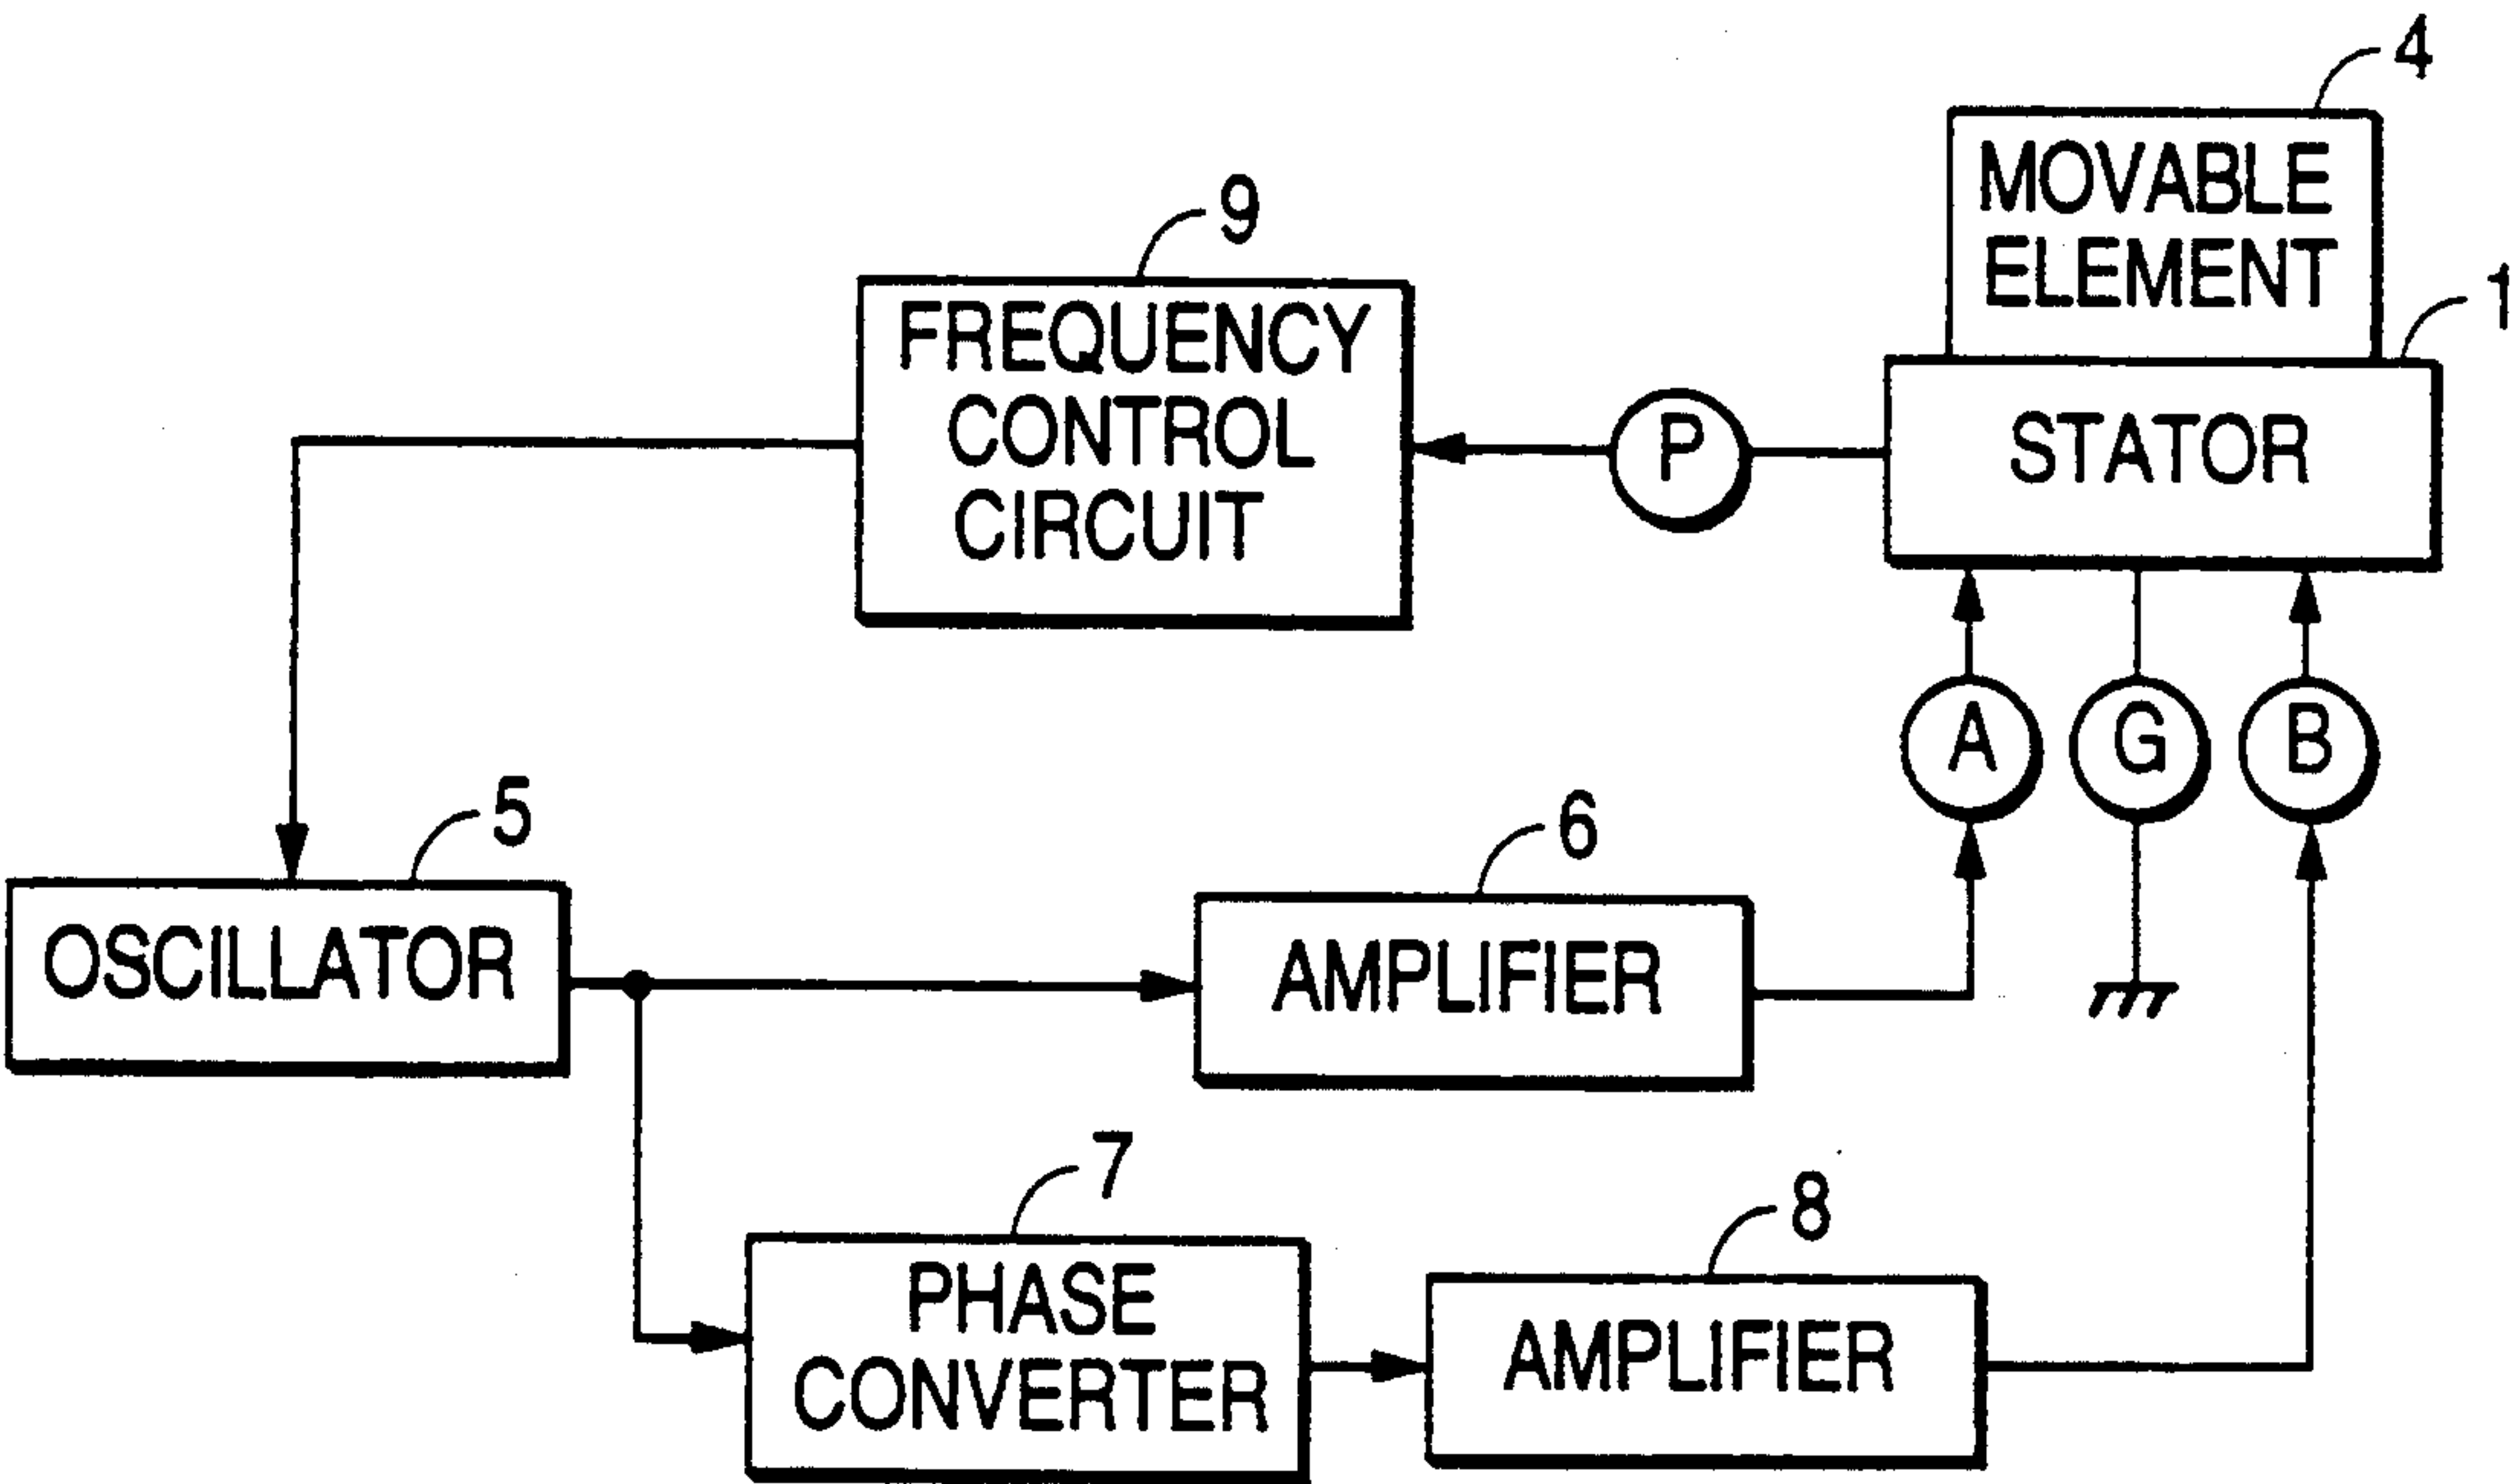 4
MOVABLE
ELEMENT
1
9
FREQUENCY
CONTROL
CIRCUIT
P
STATOR
A
G
B
5
OSCILLATOR
6
AMPLIFIER
7
PHASE
CONVERTER
8
AMPLIFIER